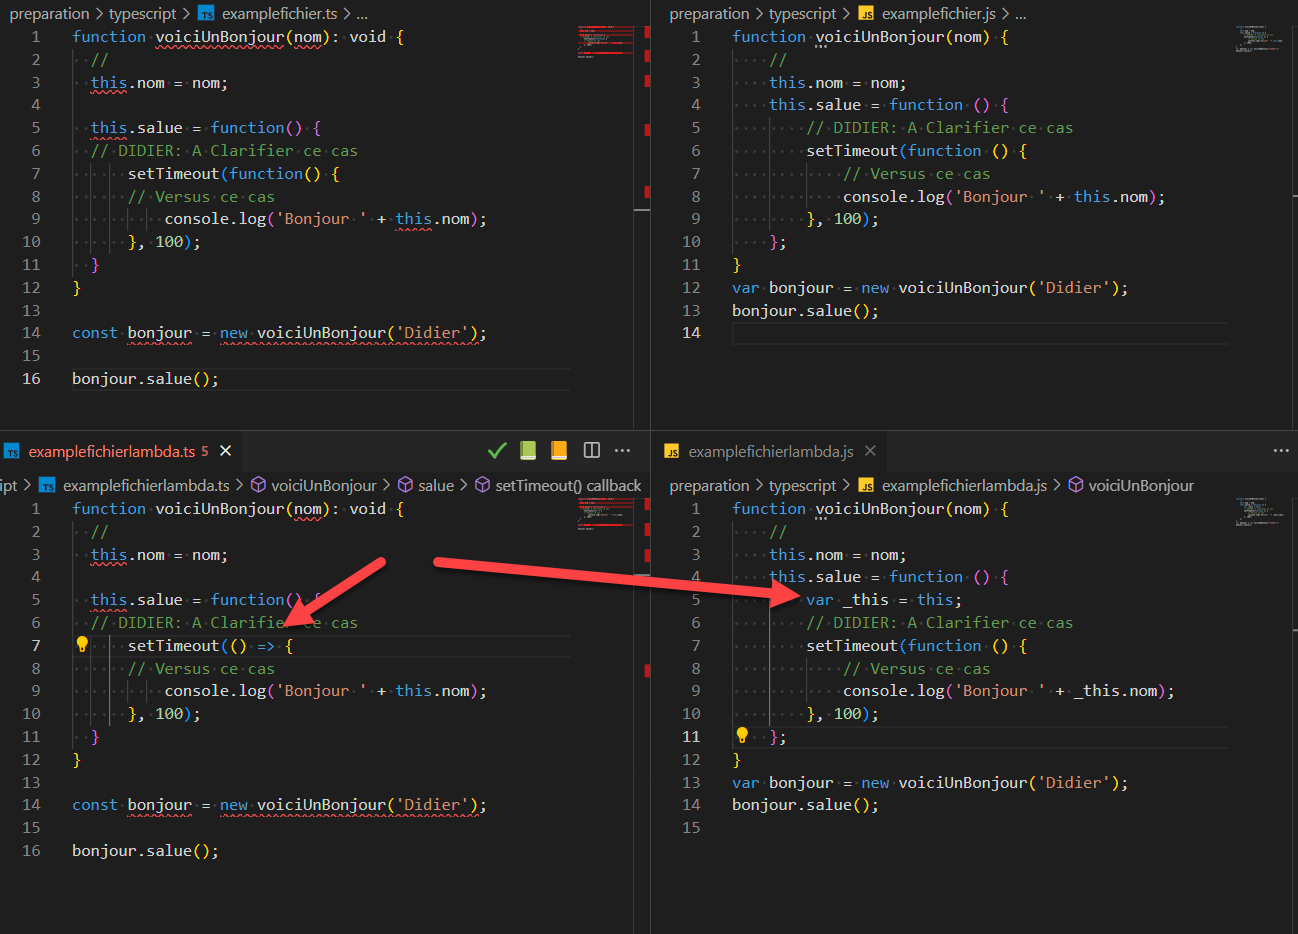 preparation > typescript > TS examplefichier.ts > ...
1 function voiciUnBonjour(nom): void {
2 //
3 this.nom = nom;
4
5 this.salue = function() {
6 // DIDIER: A Clarifier ce cas
7 setTimeout(function() {
8 // Versus ce cas
9 console.log('Bonjour ' + this.nom);
10 }, 100);
11 }
12 }
13
14 const bonjour = new voiciUnBonjour('Didier');
15
16 bonjour.salue();
preparation > typescript > JS examplefichier.js > ...
1 function voiciUnBonjour(nom) {
2 //
3 this.nom = nom;
4 this.salue = function () {
5 // DIDIER: A Clarifier ce cas
6 setTimeout(function () {
7 // Versus ce cas
8 console.log('Bonjour ' + this.nom);
9 }, 100);
10 };
11 }
12 var bonjour = new voiciUnBonjour('Didier');
13 bonjour.salue();
14
TS examplefichierlambda.ts 5
ipt > TS examplefichierlambda.ts > voiciUnBonjour > salue > setTimeout() callback
1 function voiciUnBonjour(nom): void {
2 //
3 this.nom = nom;
4
5 this.salue = function() {
6 // DIDIER: A Clarifier ce cas
7 setTimeout(() => {
8 // Versus ce cas
9 console.log('Bonjour ' + this.nom);
10 }, 100);
11 }
12 }
13
14 const bonjour = new voiciUnBonjour('Didier');
15
16 bonjour.salue();
JS examplefichierlambda.js
preparation > typescript > JS examplefichierlambda.js > voiciUnBonjour
1 function voiciUnBonjour(nom) {
2 //
3 this.nom = nom;
4 this.salue = function () {
5 var _this = this;
6 // DIDIER: A Clarifier ce cas
7 setTimeout(function () {
8 // Versus ce cas
9 console.log('Bonjour ' + _this.nom);
10 }, 100);
11 };
12 }
13 var bonjour = new voiciUnBonjour('Didier');
14 bonjour.salue();
15